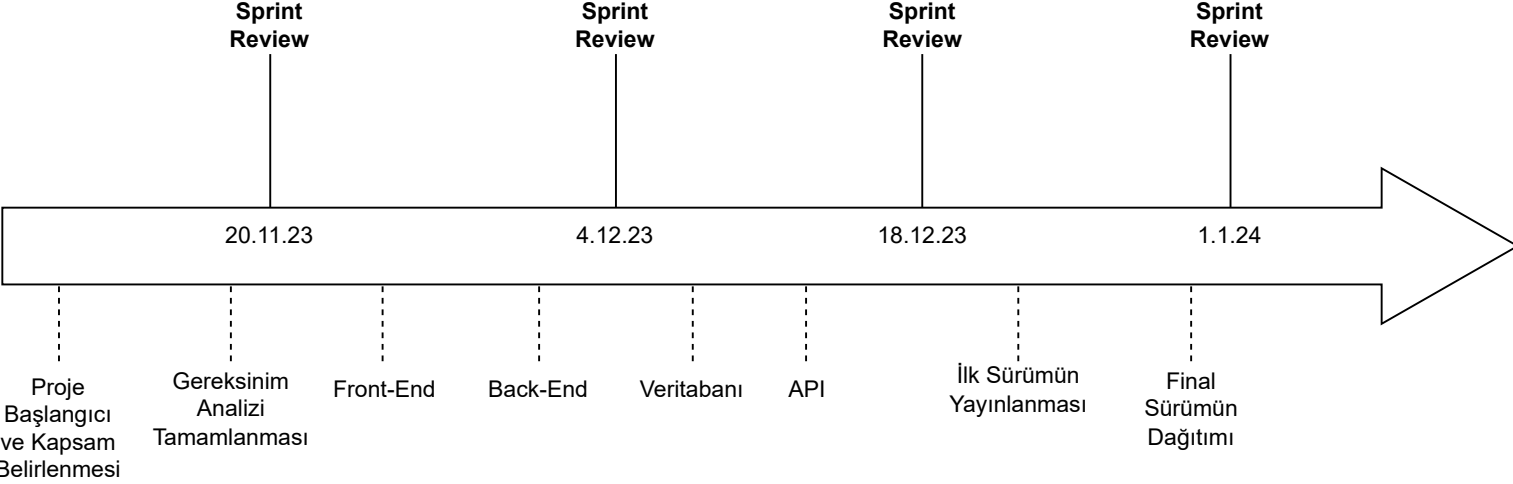 Sprint
Review
Sprint
Review
Sprint
Review
Sprint
Review
20.11.23
4.12.23
18.12.23
1.1.24
Proje
Başlangıcı
ve Kapsam
Belirlenmesi
Gereksinim
Analizi
Tamamlanması
Front-End
Back-End
Veritabanı
API
İlk Sürümün
Yayınlanması
Final
Sürümün
Dağıtımı